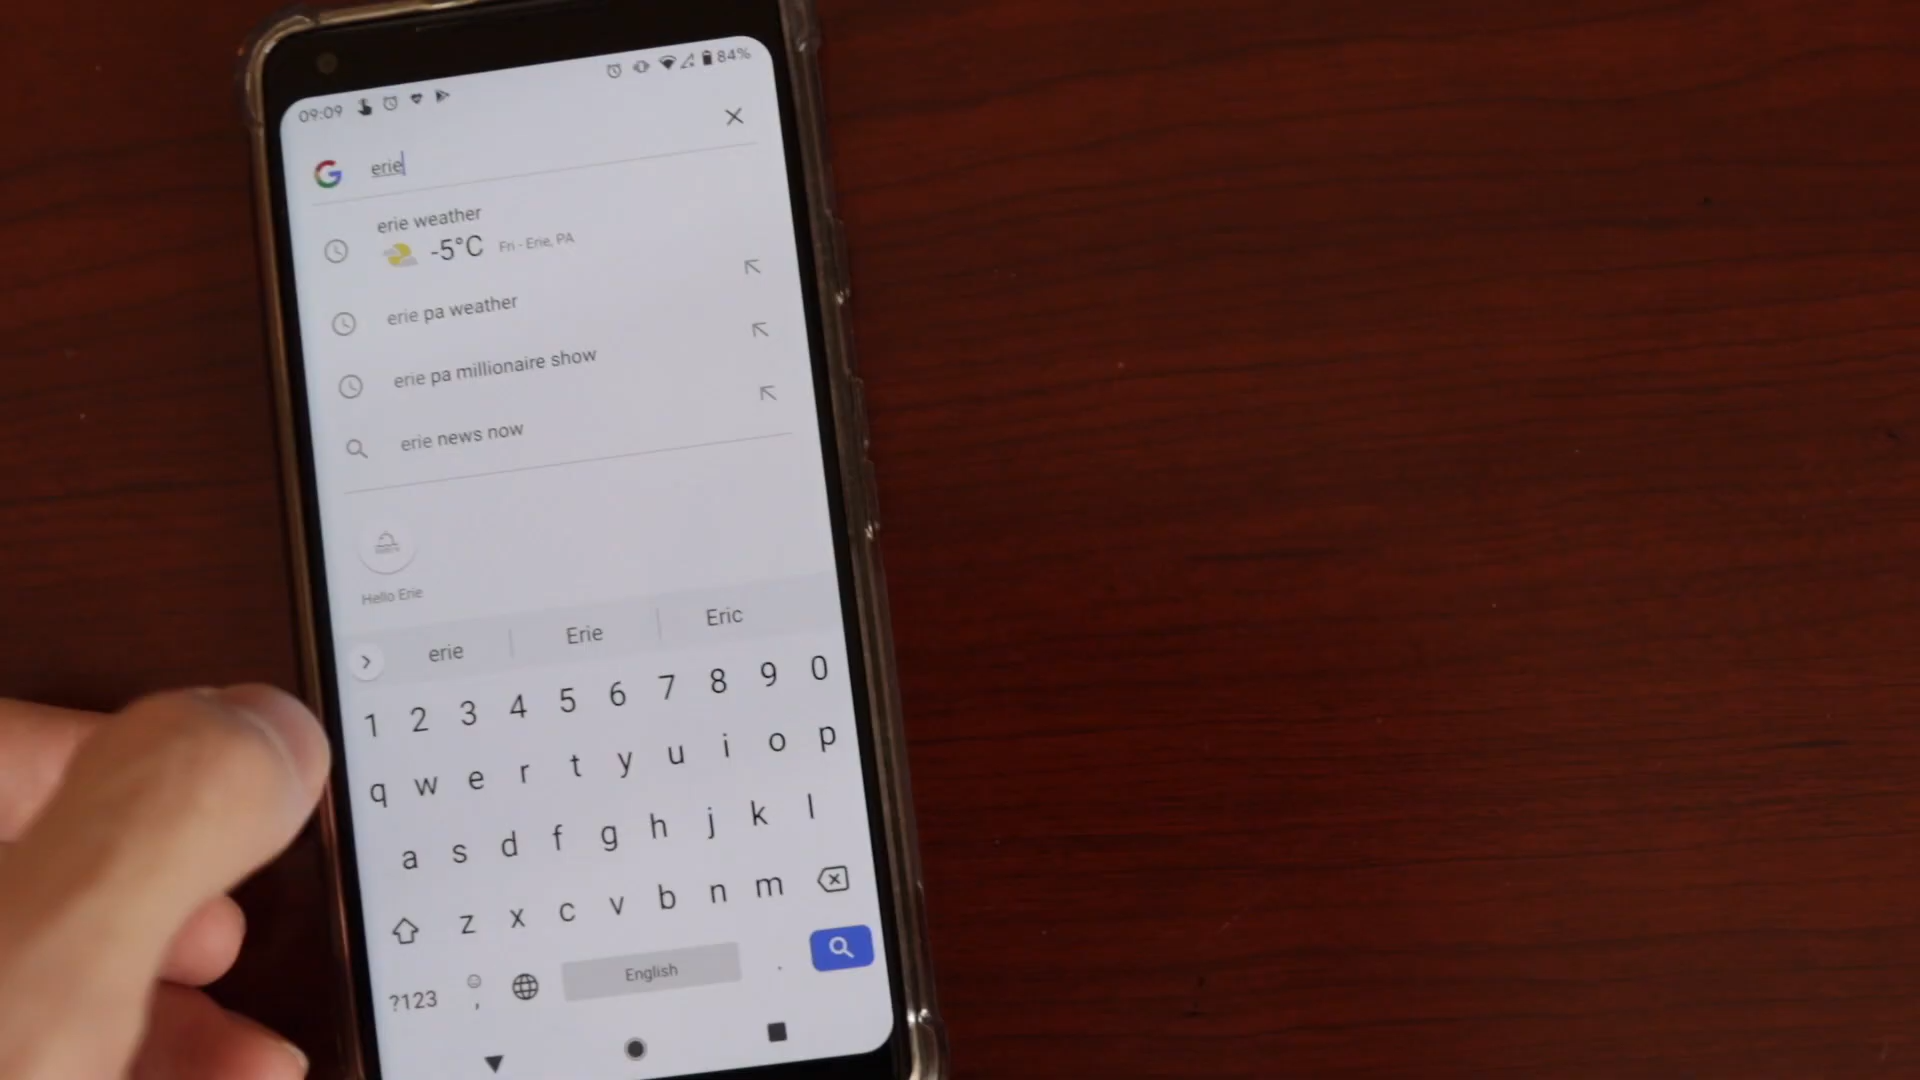 09:09 84%
erie
erie weather
-5°C Fri - Erie, PA
erie pa weather
erie pa millionaire show
erie news now
Hello Erie
erie Erie Eric
1 2 3 4 5 6 7 8 9 0
q w e r t y u i o p
a s d f g h j k l
z x c v b n m
?123 , English .